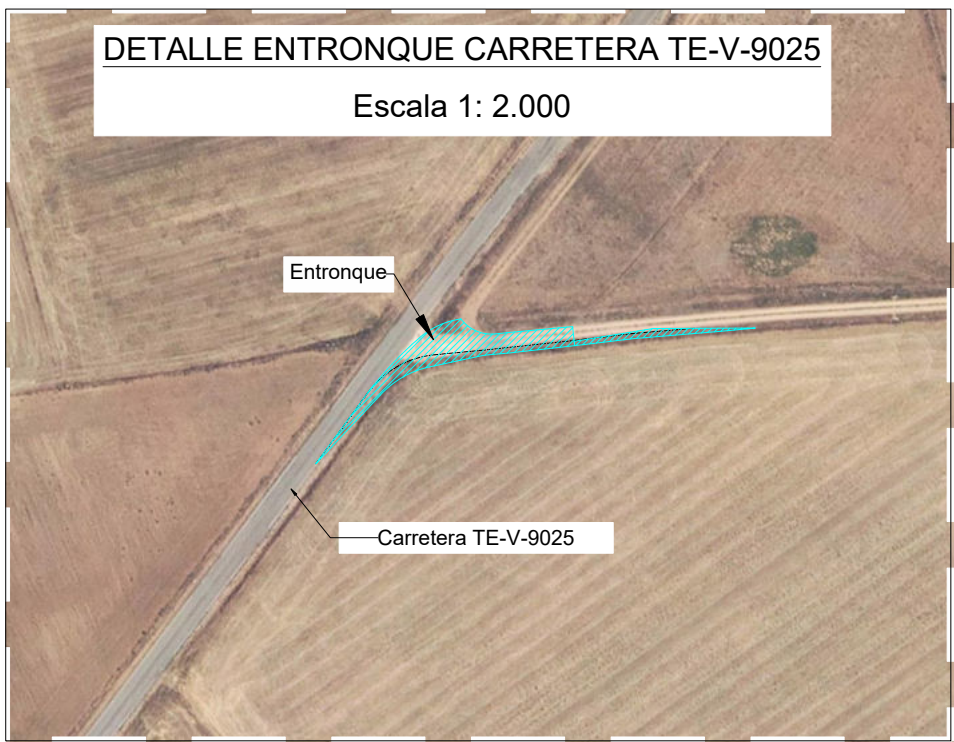 DETALLE ENTRONQUE CARRETERA TE-V-9025
Escala 1: 2.000
Entronque
Carretera TE-V-9025